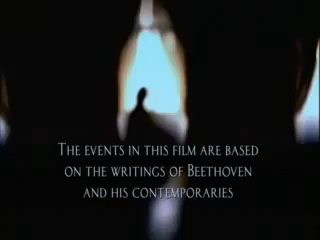 The events in this film are based
on the writings of Beethoven
and his contemporaries